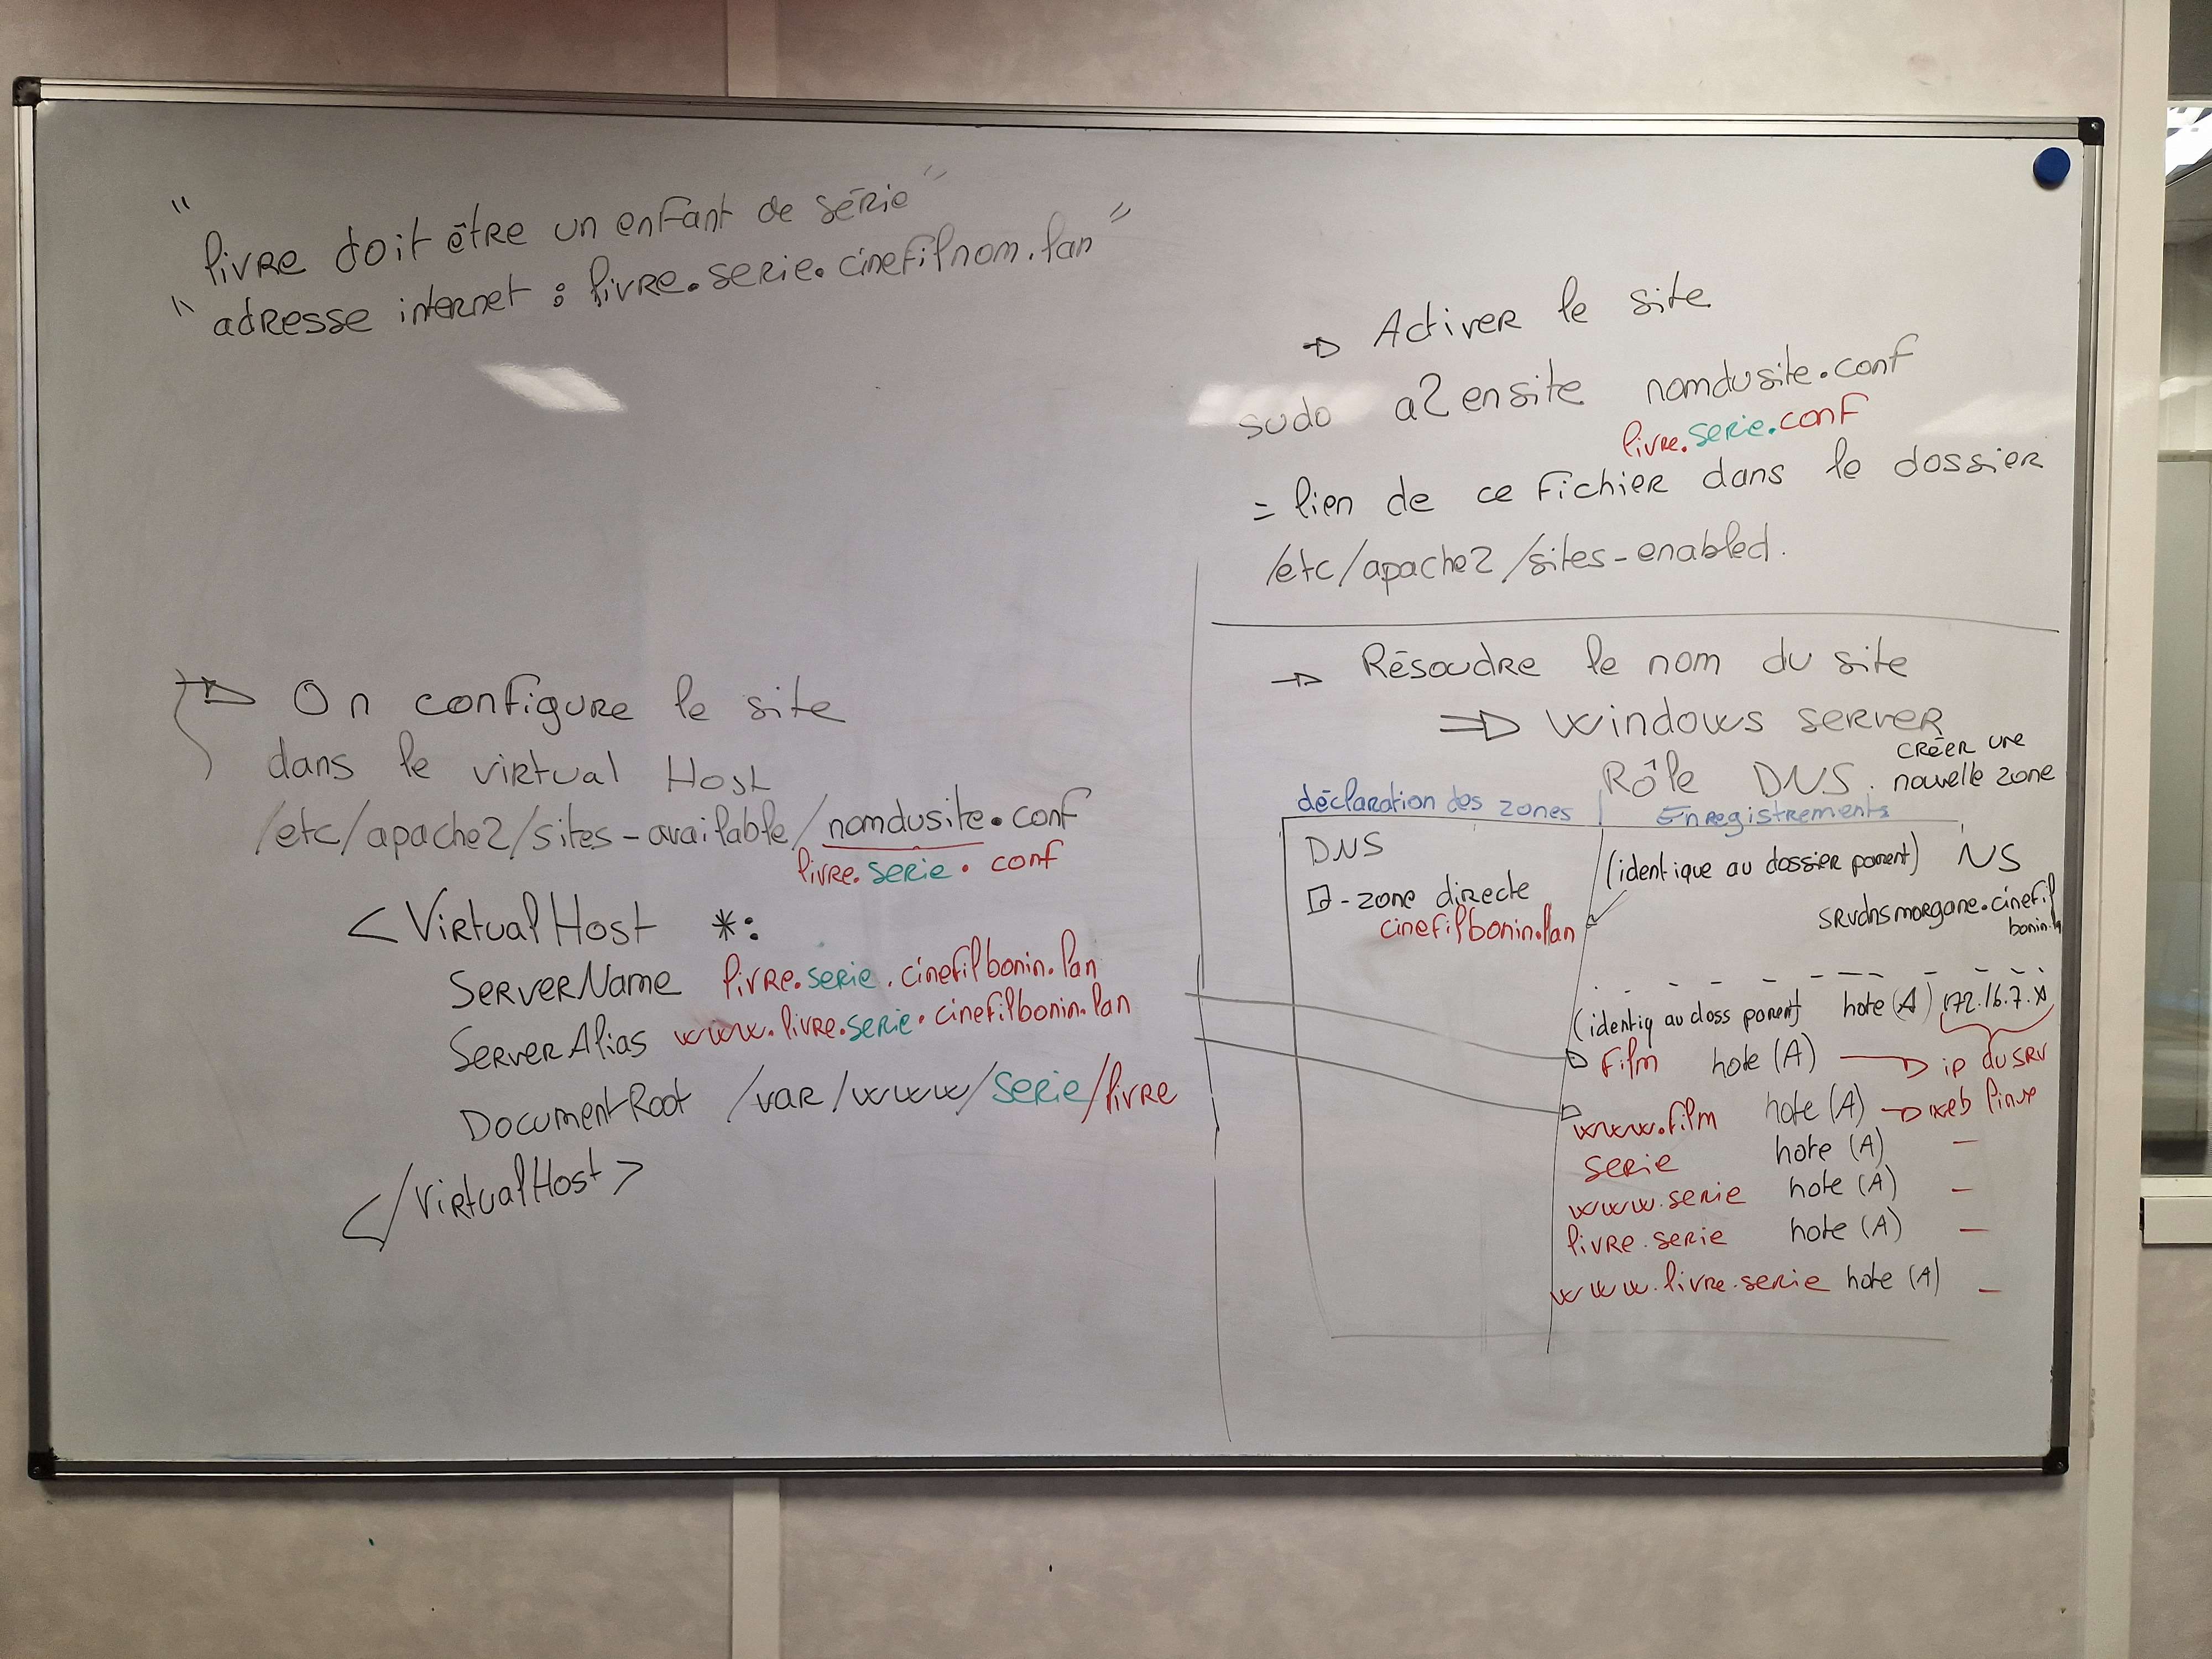 "
livre doit être un enfant de série"
" adresse internet : livre.serie.cinefilnom.lan"
→ On configure le site
dans le virtual Host
/etc/apache2/sites-available/nomdusite.conf
livre.serie.conf
<VirtualHost *:
ServerName livre.serie.cinefilbonin.lan
ServerAlias www.livre.serie.cinefilbonin.lan
DocumentRoot /var/www/serie/livre
</VirtualHost>
→ Activer le site
sudo a2ensite nomdusite.conf
livre.serie.conf
= lien de ce fichier dans le dossier
/etc/apache2/sites-enabled.
→ Résoudre le nom du site
⇒ windows server
Rôle DNS. créer une
nouvelle zone
déclaration des zones | Enregistrements
DNS
- zone directe
cinefilbonin.lan
(identique au dossier parent) NS
srvdnsmorgane.cinefil
bonin.l
(identiq au doss parent) hote (A) 172.16.7.x
Film hote (A) → ip du srv
www.film hote (A) → web linux
serie hote (A) –
www.serie hote (A) –
livre.serie hote (A) –
www.livre.serie hote (A) –